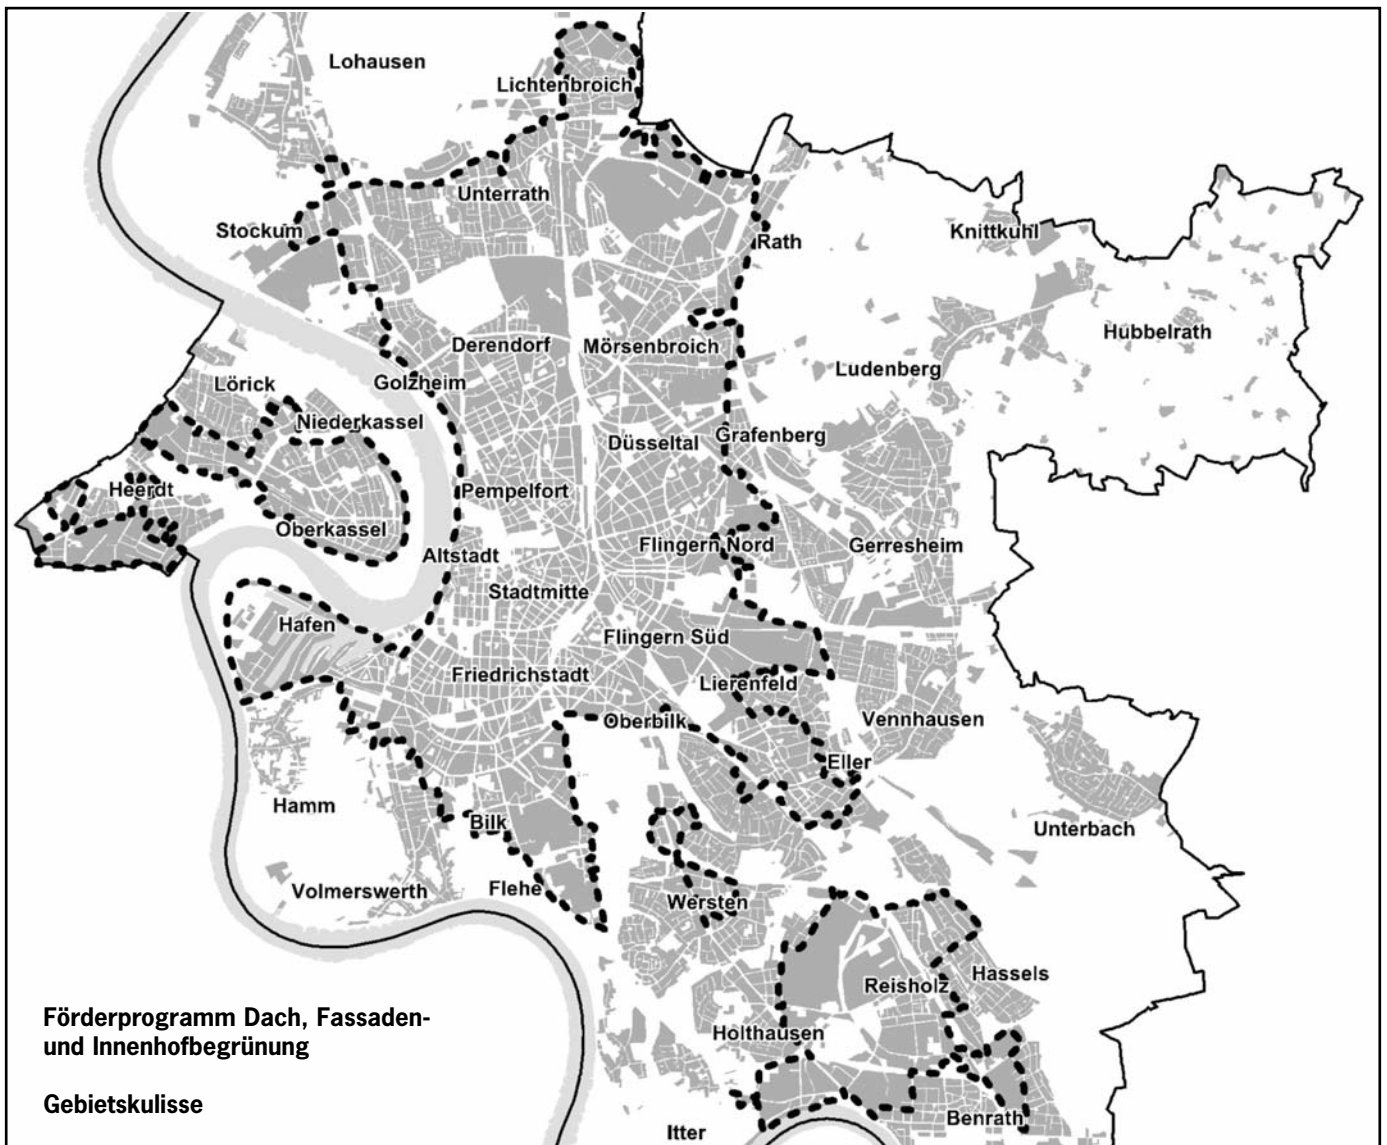 Lohausen
Lichtenbroich
Unterrath
Stockum
Rath
Knittkuhl
Hubbelrath
Derendorf
Mörsenbroich
Ludenberg
Golzheim
Lörick
Niederkassel
Düsseltal
Grafenberg
Heerdt
Pempelfort
Oberkassel
Altstadt
Flingern Nord
Gerresheim
Stadtmitte
Hafen
Flingern Süd
Friedrichstadt
Lierenfeld
Oberbilk
Vennhausen
Eller
Hamm
Bilk
Unterbach
Volmerswerth
Flehe
Wersten
Reisholz
Hassels
Holthausen
Benrath
Itter
Förderprogramm Dach, Fassaden-
und Innenhofbegrünung
Gebietskulisse